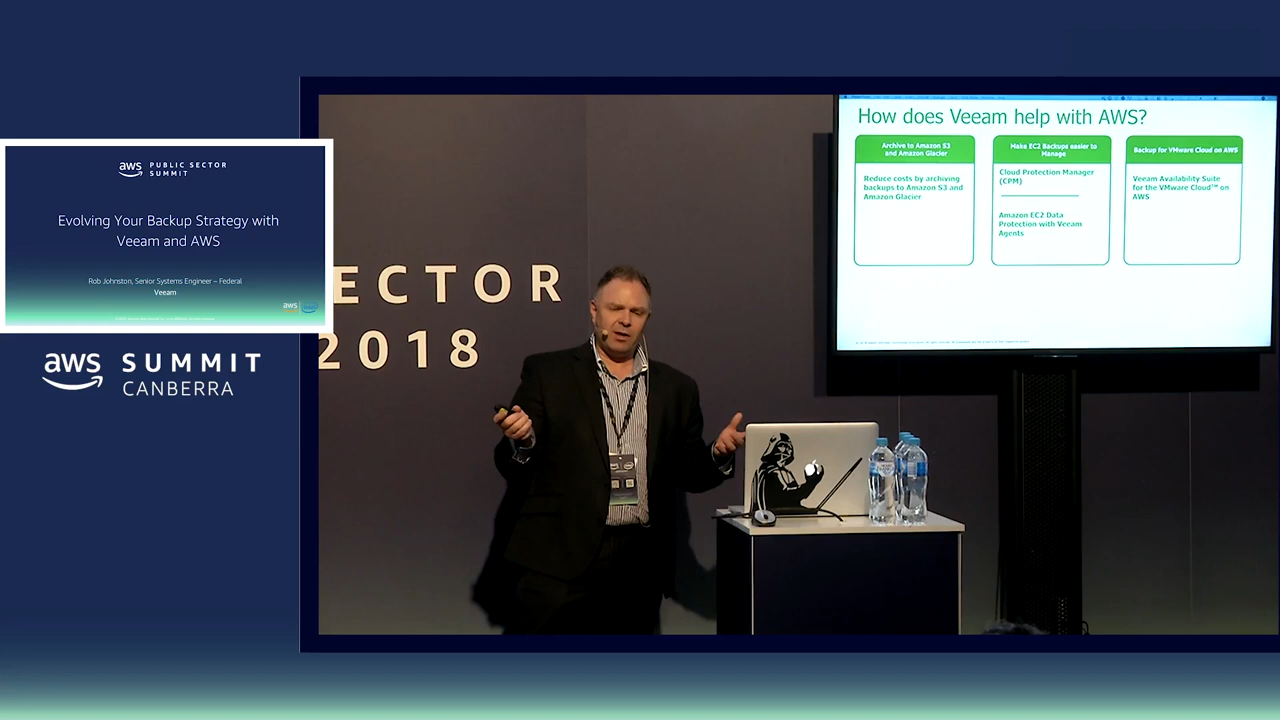 aws PUBLIC SECTOR
SUMMIT
Evolving Your Backup Strategy with
Veeam and AWS
Rob Johnston, Senior Systems Engineer – Federal
Veeam
aws
intel
aws SUMMIT
CANBERRA
ECTOR
2018
How does Veeam help with AWS?
Archive to Amazon S3
and Amazon Glacier
Reduce costs by archiving
backups to Amazon S3 and
Amazon Glacier
Make EC2 Backups easier to
Manage
Cloud Protection Manager
(CPM)
Amazon EC2 Data
Protection with Veeam
Agents
Backup for VMware Cloud on AWS
Veeam Availability Suite
for the VMware Cloud™ on
AWS